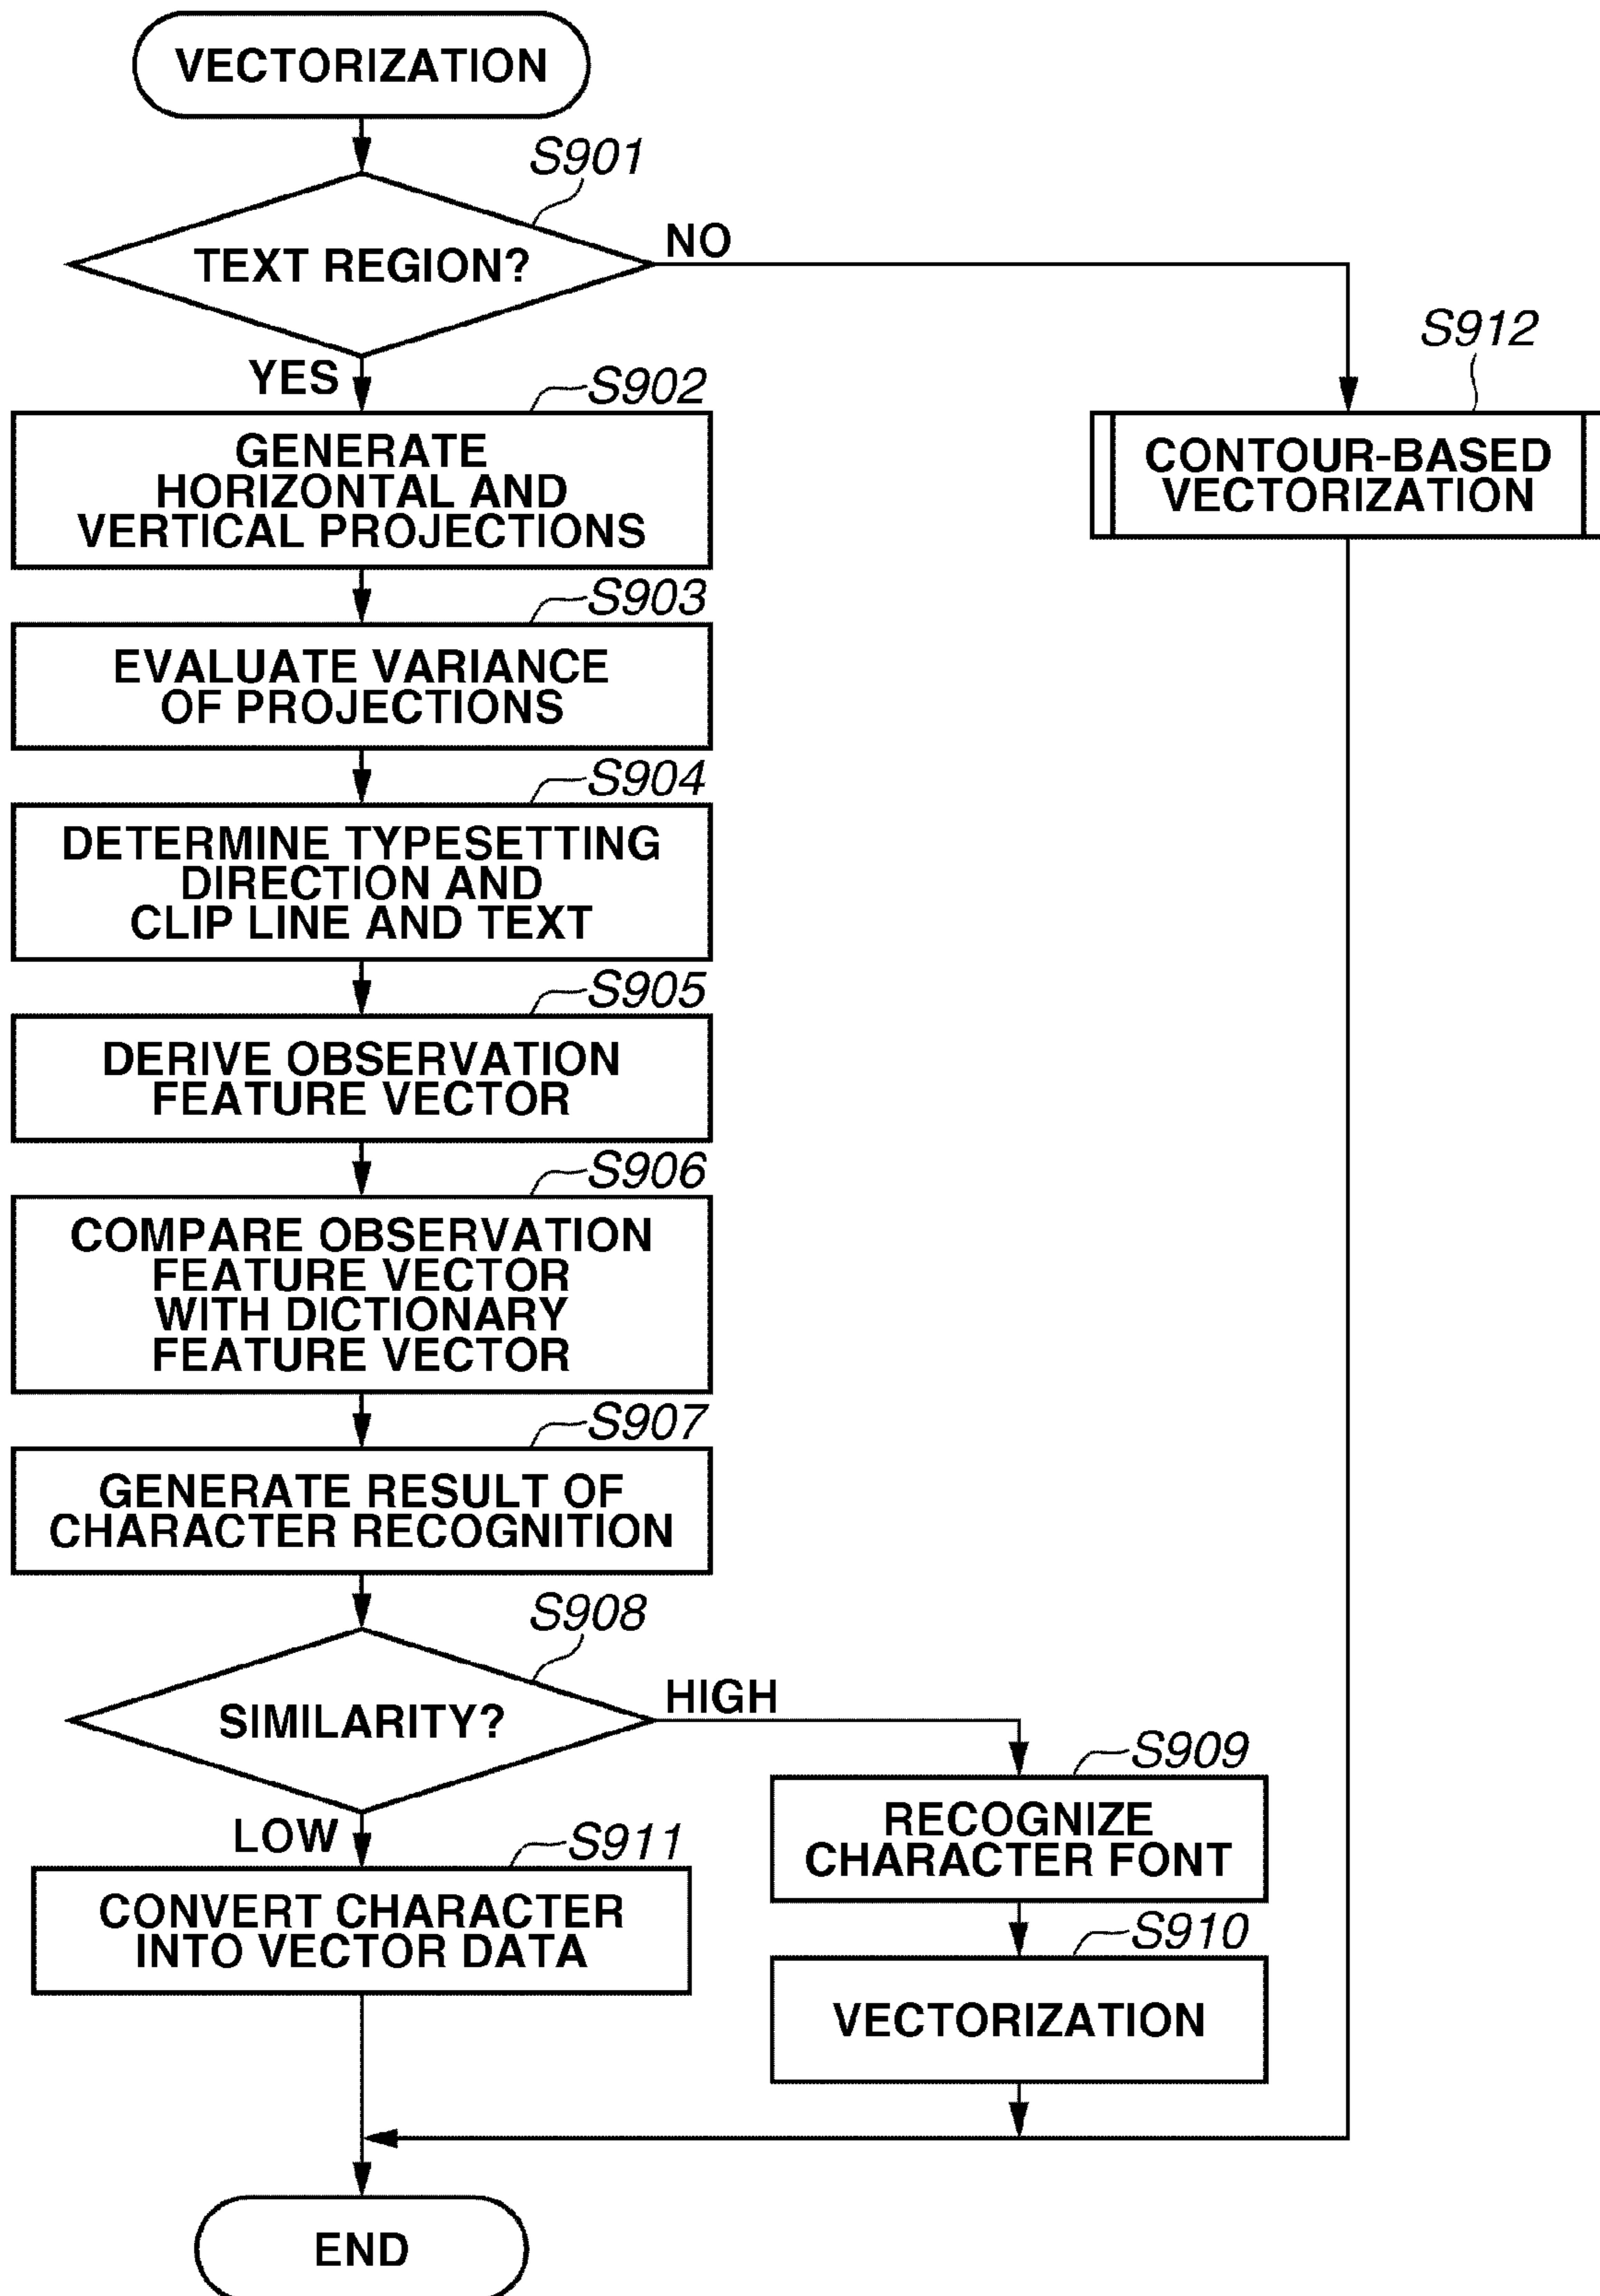 VECTORIZATION
S901
TEXT REGION?
NO
YES
S902
GENERATE
HORIZONTAL AND
VERTICAL PROJECTIONS
S912
CONTOUR-BASED
VECTORIZATION
S903
EVALUATE VARIANCE
OF PROJECTIONS
S904
DETERMINE TYPESETTING
DIRECTION AND
CLIP LINE AND TEXT
S905
DERIVE OBSERVATION
FEATURE VECTOR
S906
COMPARE OBSERVATION
FEATURE VECTOR
WITH DICTIONARY
FEATURE VECTOR
S907
GENERATE RESULT OF
CHARACTER RECOGNITION
S908
SIMILARITY?
HIGH
LOW
S909
RECOGNIZE
CHARACTER FONT
S911
CONVERT CHARACTER
INTO VECTOR DATA
S910
VECTORIZATION
END